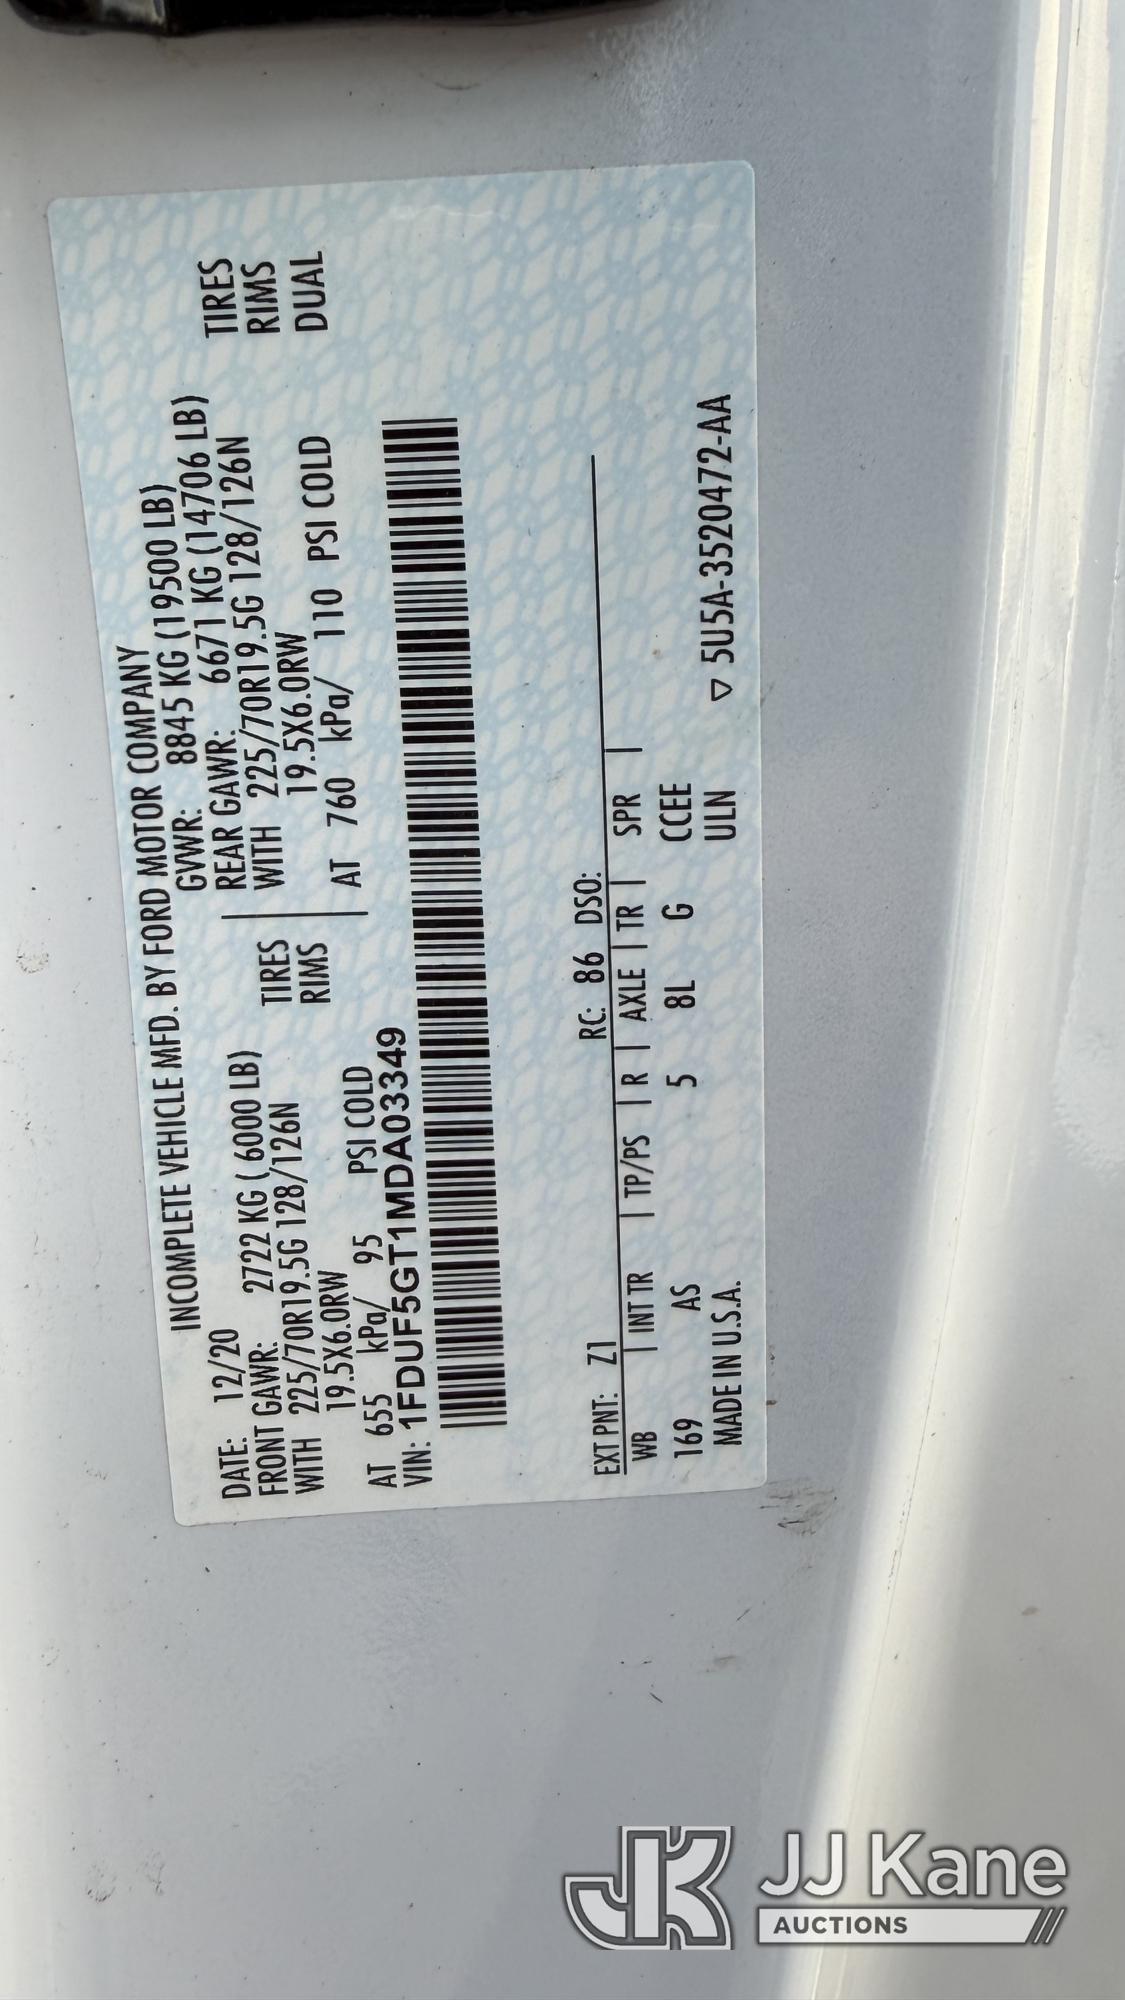 INCOMPLETE VEHICLE MFD. BY FORD MOTOR COMPANY
DATE: 12/20 GVWR: 8845 KG (19500 LB)
FRONT GAWR: 2722 KG ( 6000 LB) REAR GAWR: 6671 KG (14706 LB)
WITH 225/70R19.5G 128/126N TIRES WITH 225/70R19.5G 128/126N TIRES
19.5X6.0RW RIMS 19.5X6.0RW RIMS
AT 655 kPa/ 95 PSI COLD AT 760 kPa/ 110 PSI COLD DUAL
VIN: 1FDUF5GT1MDA03349
EXT PNT: Z1 RC: 86 DSO:
WB | INT TR | TP/PS | R | AXLE | TR | SPR |
169 AS 5 8L G CCEE
MADE IN U.S.A. ULN ▽ 5U5A-3520472-AA
JK JJ Kane
AUCTIONS